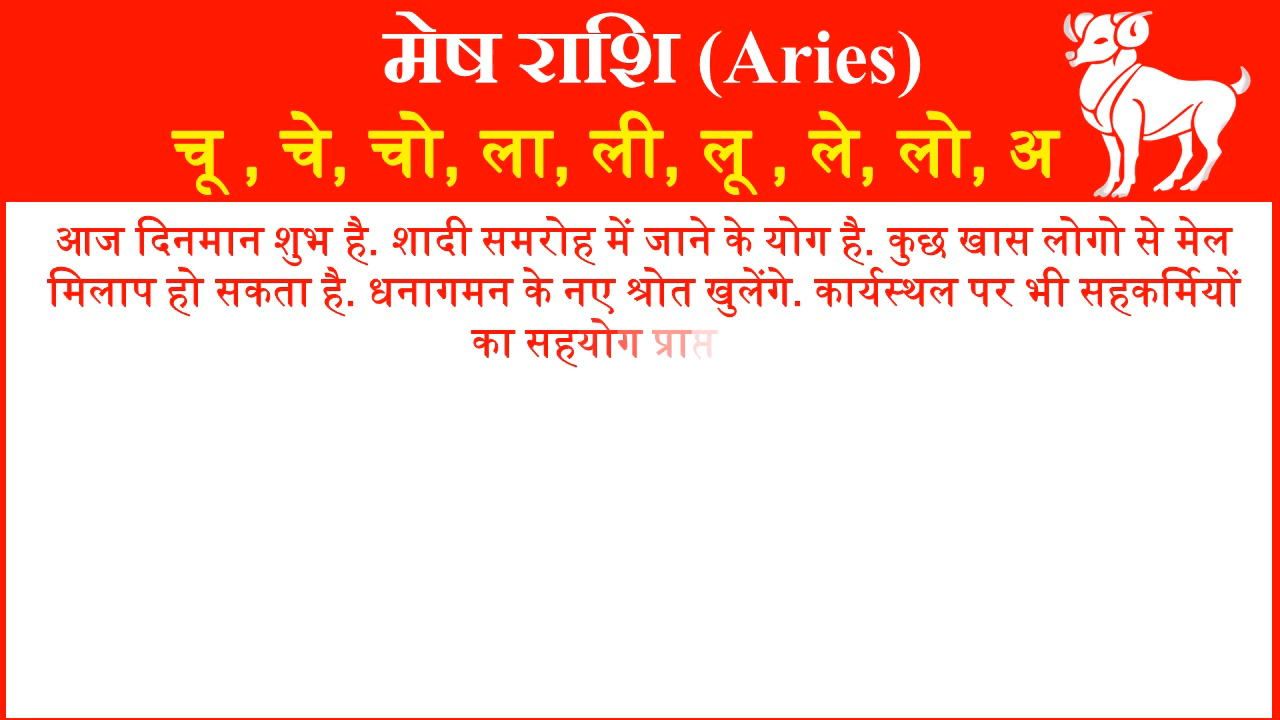 मेष राशि (Aries)
चू , चे, चो, ला, ली, लू , ले, लो, अ
आज दिनमान शुभ है. शादी समरोह में जाने के योग है. कुछ खास लोगो से मेल
मिलाप हो सकता है. धनागमन के नए श्रोत खुलेंगे. कार्यस्थल पर भी सहकर्मियों
का सहयोग प्राप्त